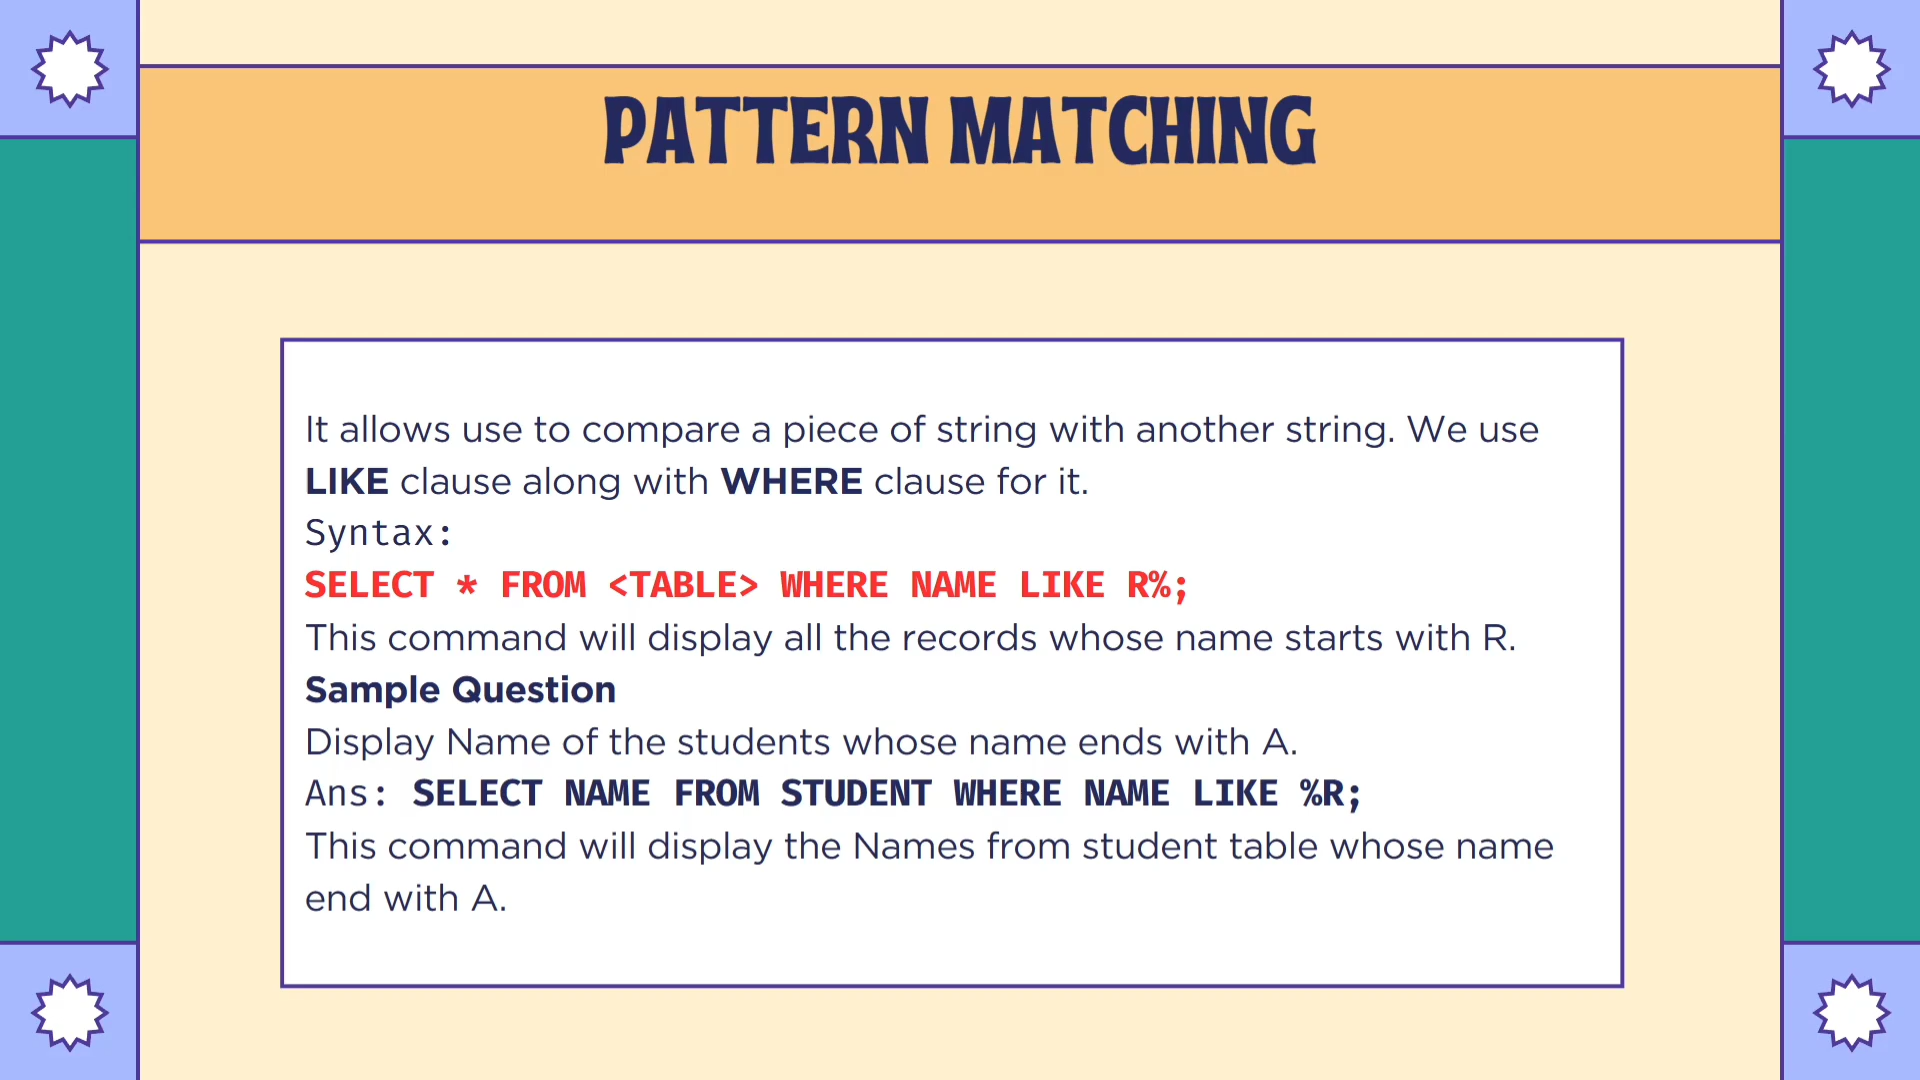 PATTERN MATCHING
It allows use to compare a piece of string with another string. We use
LIKE clause along with WHERE clause for it.
Syntax:
SELECT * FROM <TABLE> WHERE NAME LIKE R%;
This command will display all the records whose name starts with R.
Sample Question
Display Name of the students whose name ends with A.
Ans: SELECT NAME FROM STUDENT WHERE NAME LIKE %R;
This command will display the Names from student table whose name
end with A.